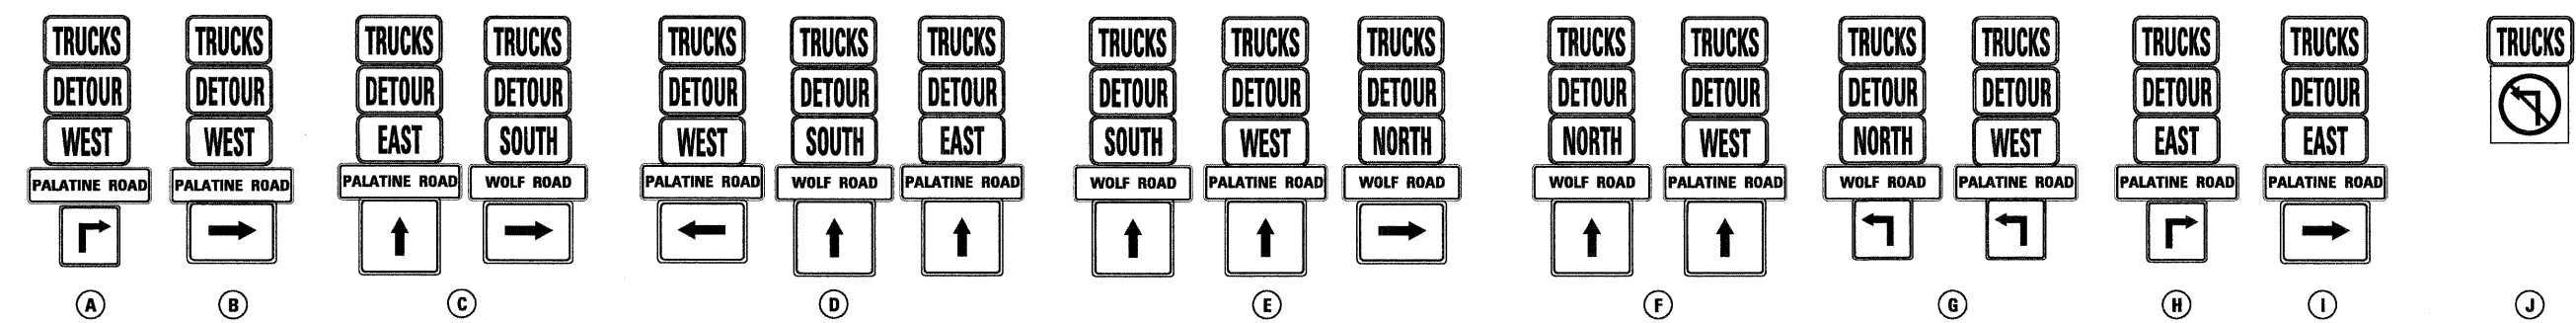 TRUCKS TRUCKS TRUCKS TRUCKS TRUCKS TRUCKS TRUCKS TRUCKS TRUCKS TRUCKS TRUCKS TRUCKS TRUCKS TRUCKS TRUCKS TRUCKS TRUCKS
DETOUR DETOUR DETOUR DETOUR DETOUR DETOUR DETOUR DETOUR DETOUR DETOUR DETOUR DETOUR DETOUR DETOUR DETOUR DETOUR
WEST WEST EAST SOUTH WEST SOUTH EAST SOUTH WEST NORTH NORTH WEST NORTH WEST EAST EAST
PALATINE ROAD PALATINE ROAD PALATINE ROAD WOLF ROAD PALATINE ROAD WOLF ROAD PALATINE ROAD WOLF ROAD PALATINE ROAD WOLF ROAD WOLF ROAD PALATINE ROAD WOLF ROAD PALATINE ROAD PALATINE ROAD PALATINE ROAD
A B C D E F G H I J